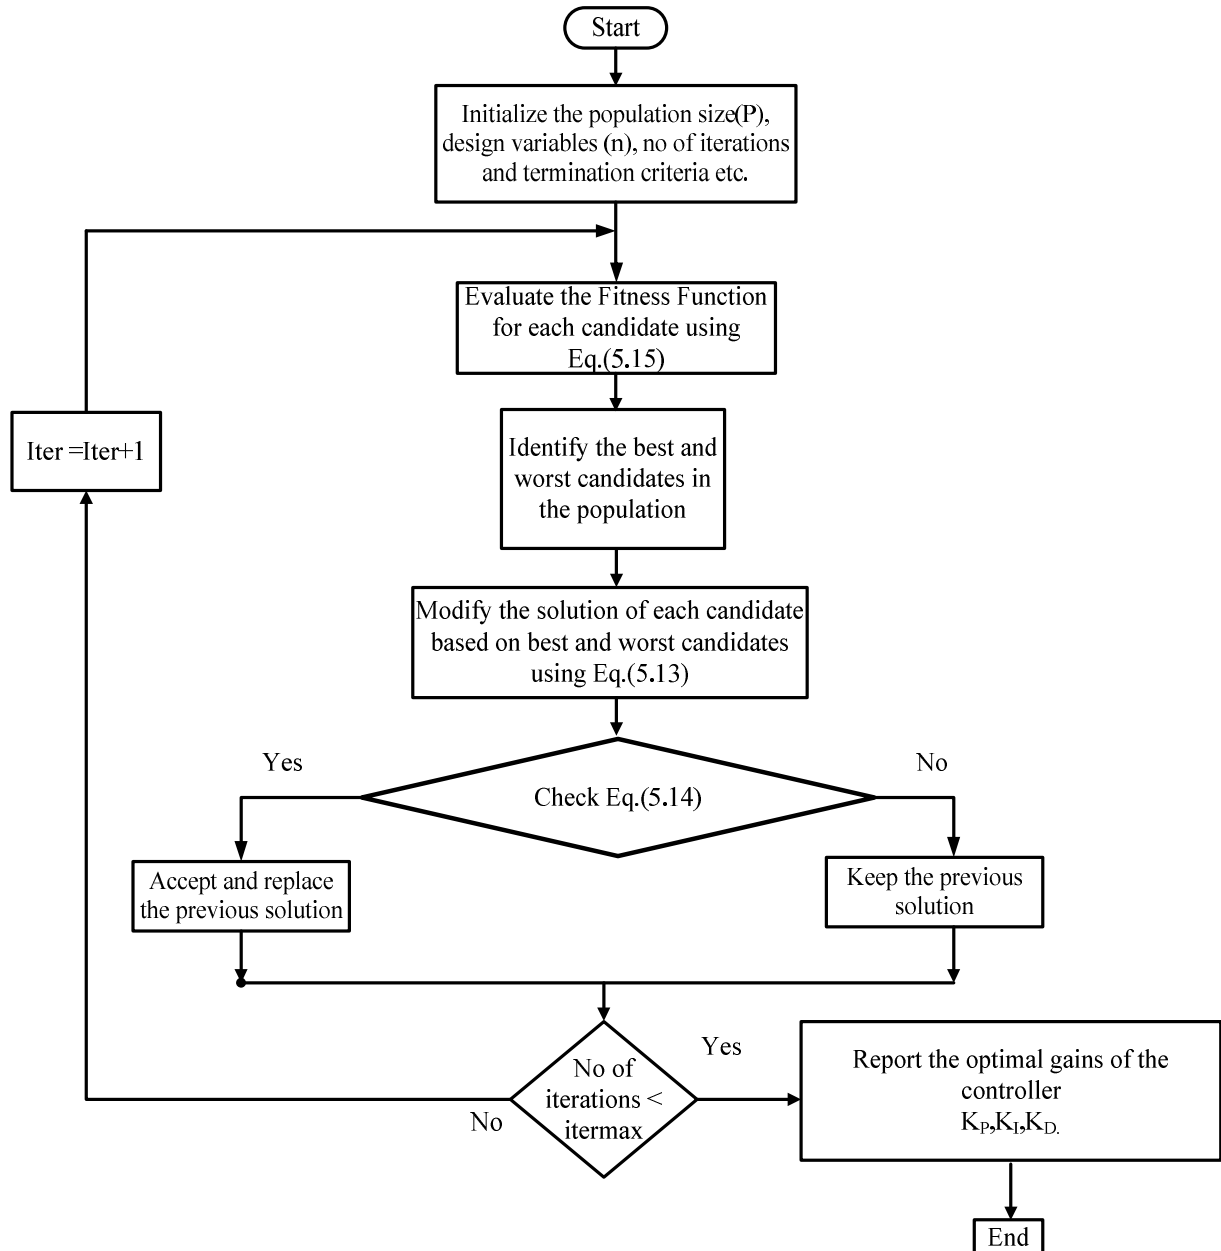 Start
Initialize the population size(P),
design variables (n), no of iterations
and termination criteria etc.
Evaluate the Fitness Function
for each candidate using
Eq.(5.15)
Iter =Iter+1
Identify the best and
worst candidates in
the population
Modify the solution of each candidate
based on best and worst candidates
using Eq.(5.13)
Yes
No
Check Eq.(5.14)
Accept and replace
the previous solution
Keep the previous
solution
No of
iterations <
itermax
Yes
No
Report the optimal gains of the
controller
KP,KI,KD.
End